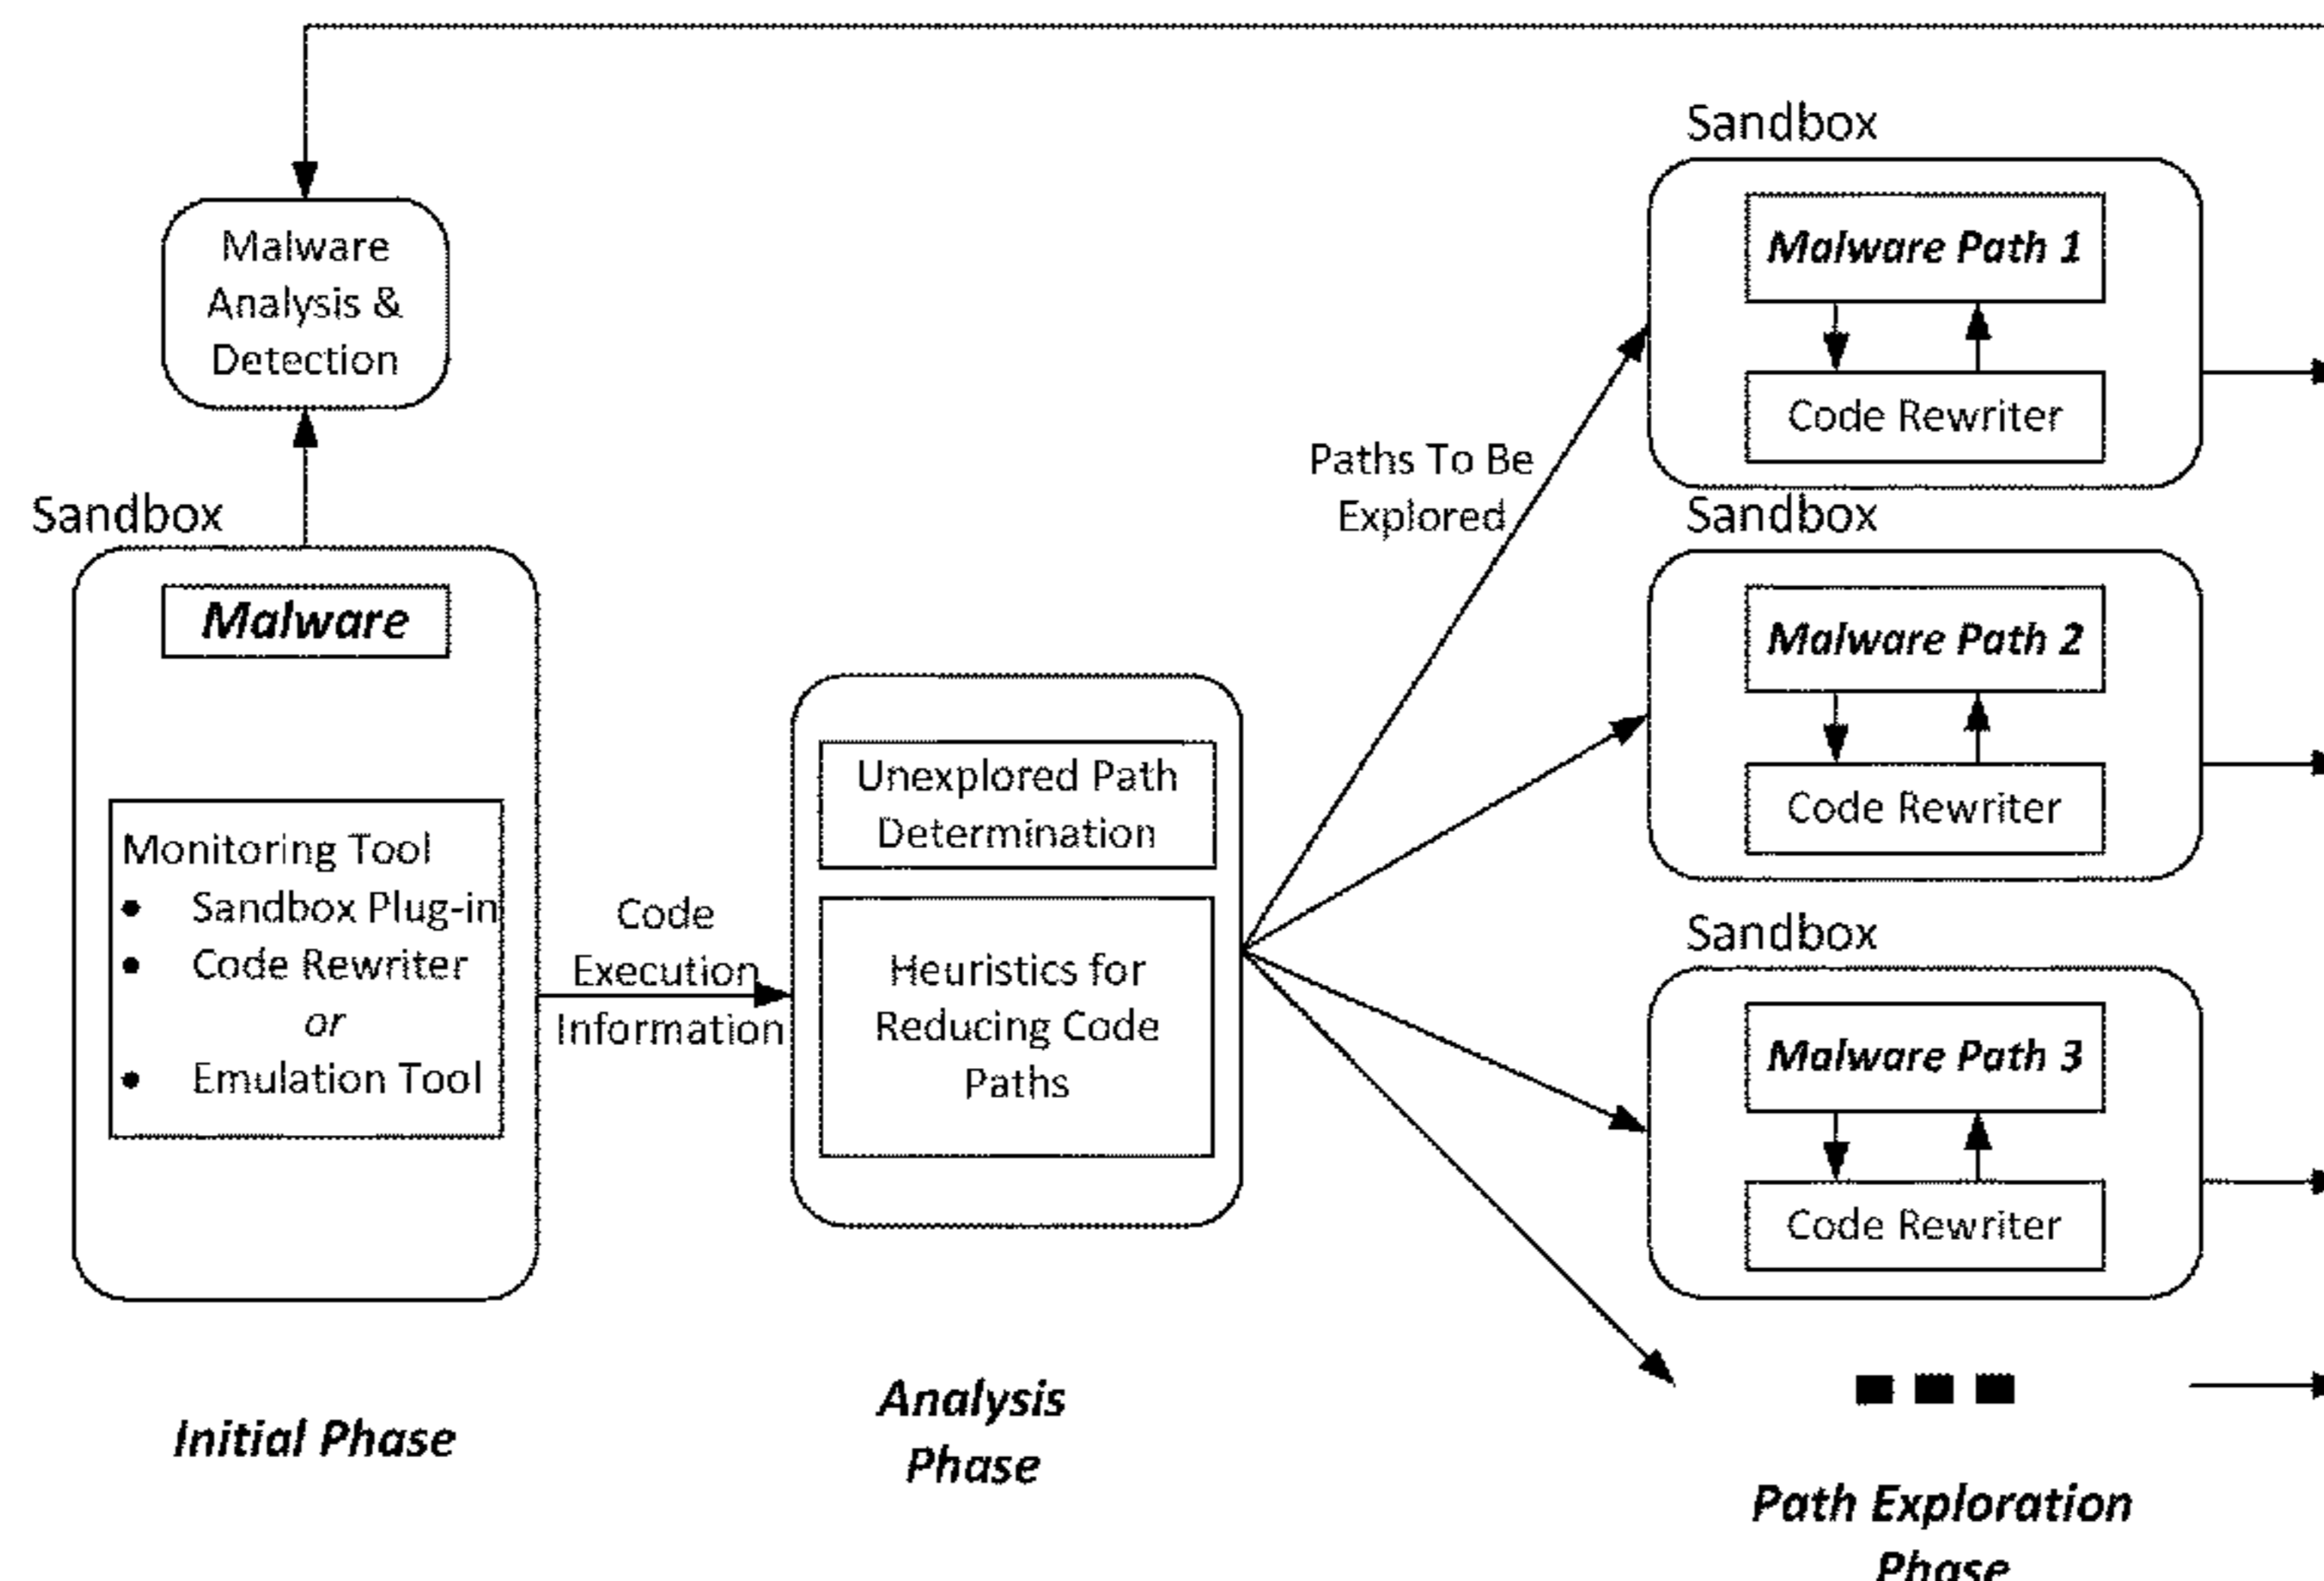 Sandbox
Malware Path 1
Code Rewriter
Malware
Analysis &
Detection
Paths To Be
Explored
Sandbox
Malware
Monitoring Tool
• Sandbox Plug-in
• Code Rewriter
or
• Emulation Tool
Code
Execution
Information
Unexplored Path
Determination
Heuristics for
Reducing Code
Paths
Sandbox
Malware Path 2
Code Rewriter
Sandbox
Malware Path 3
Code Rewriter
Initial Phase
Analysis
Phase
Path Exploration
Phase